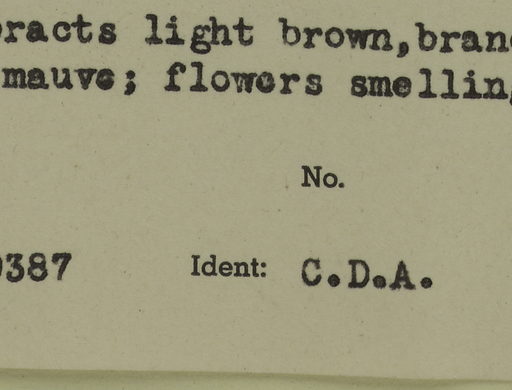 bracts light brown, bran
mauve; flowers smellin
No.
387 Ident: C.D.A.